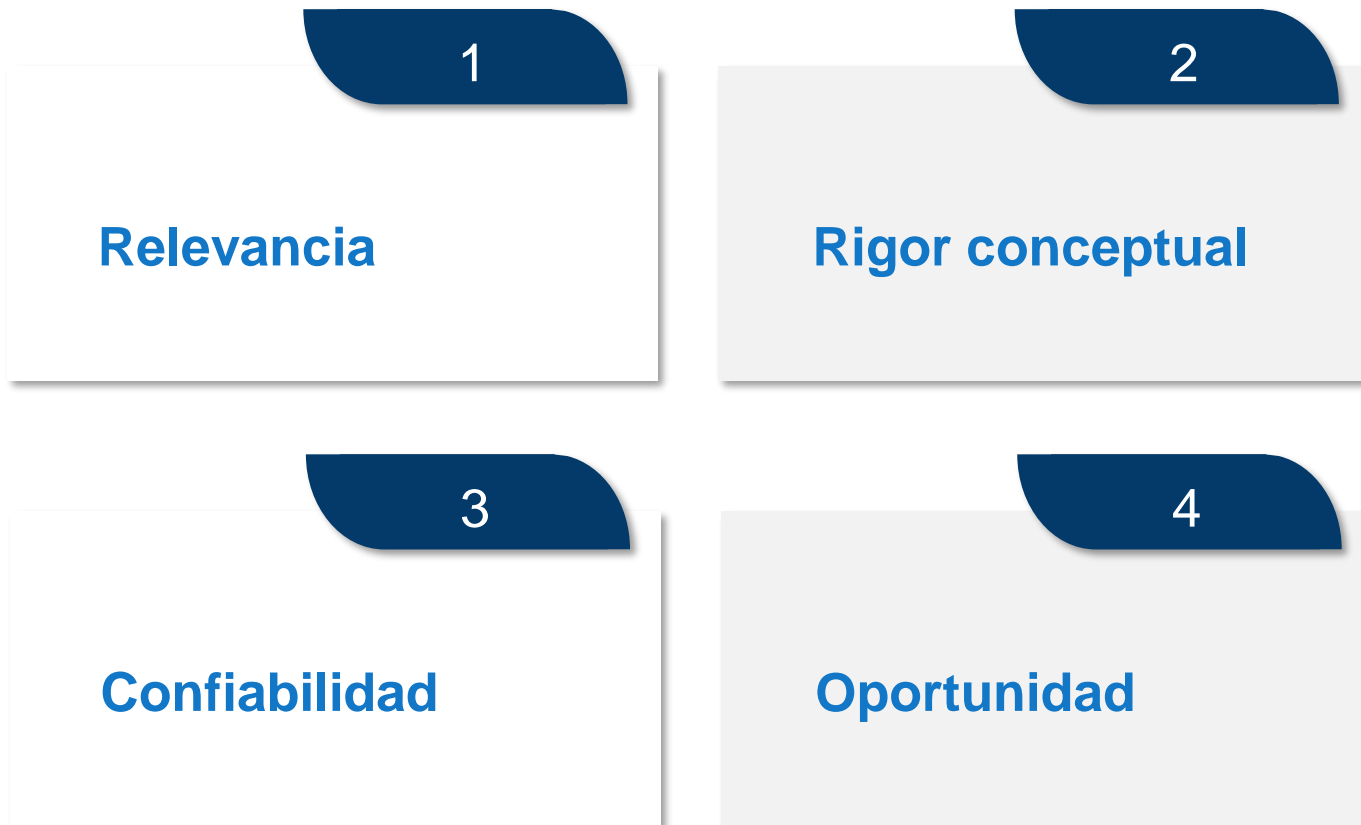 1
Relevancia
2
Rigor conceptual
3
Confiabilidad
4
Oportunidad